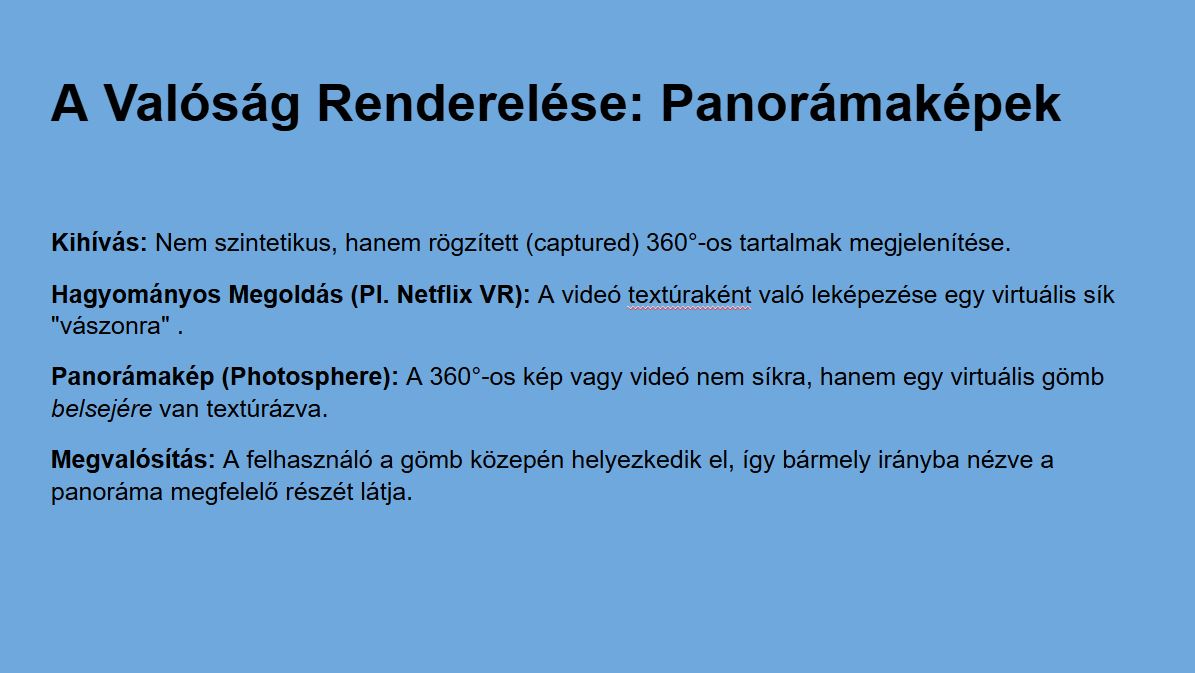 A Valóság Renderelése: Panorámaképek
Kihívás: Nem szintetikus, hanem rögzített (captured) 360°-os tartalmak megjelenítése.
Hagyományos Megoldás (Pl. Netflix VR): A videó textúraként való leképezése egy virtuális sík
"vászonra" .
Panorámakép (Photosphere): A 360°-os kép vagy videó nem síkra, hanem egy virtuális gömb
belsejére van textúrázva.
Megvalósítás: A felhasználó a gömb közepén helyezkedik el, így bármely irányba nézve a
panoráma megfelelő részét látja.